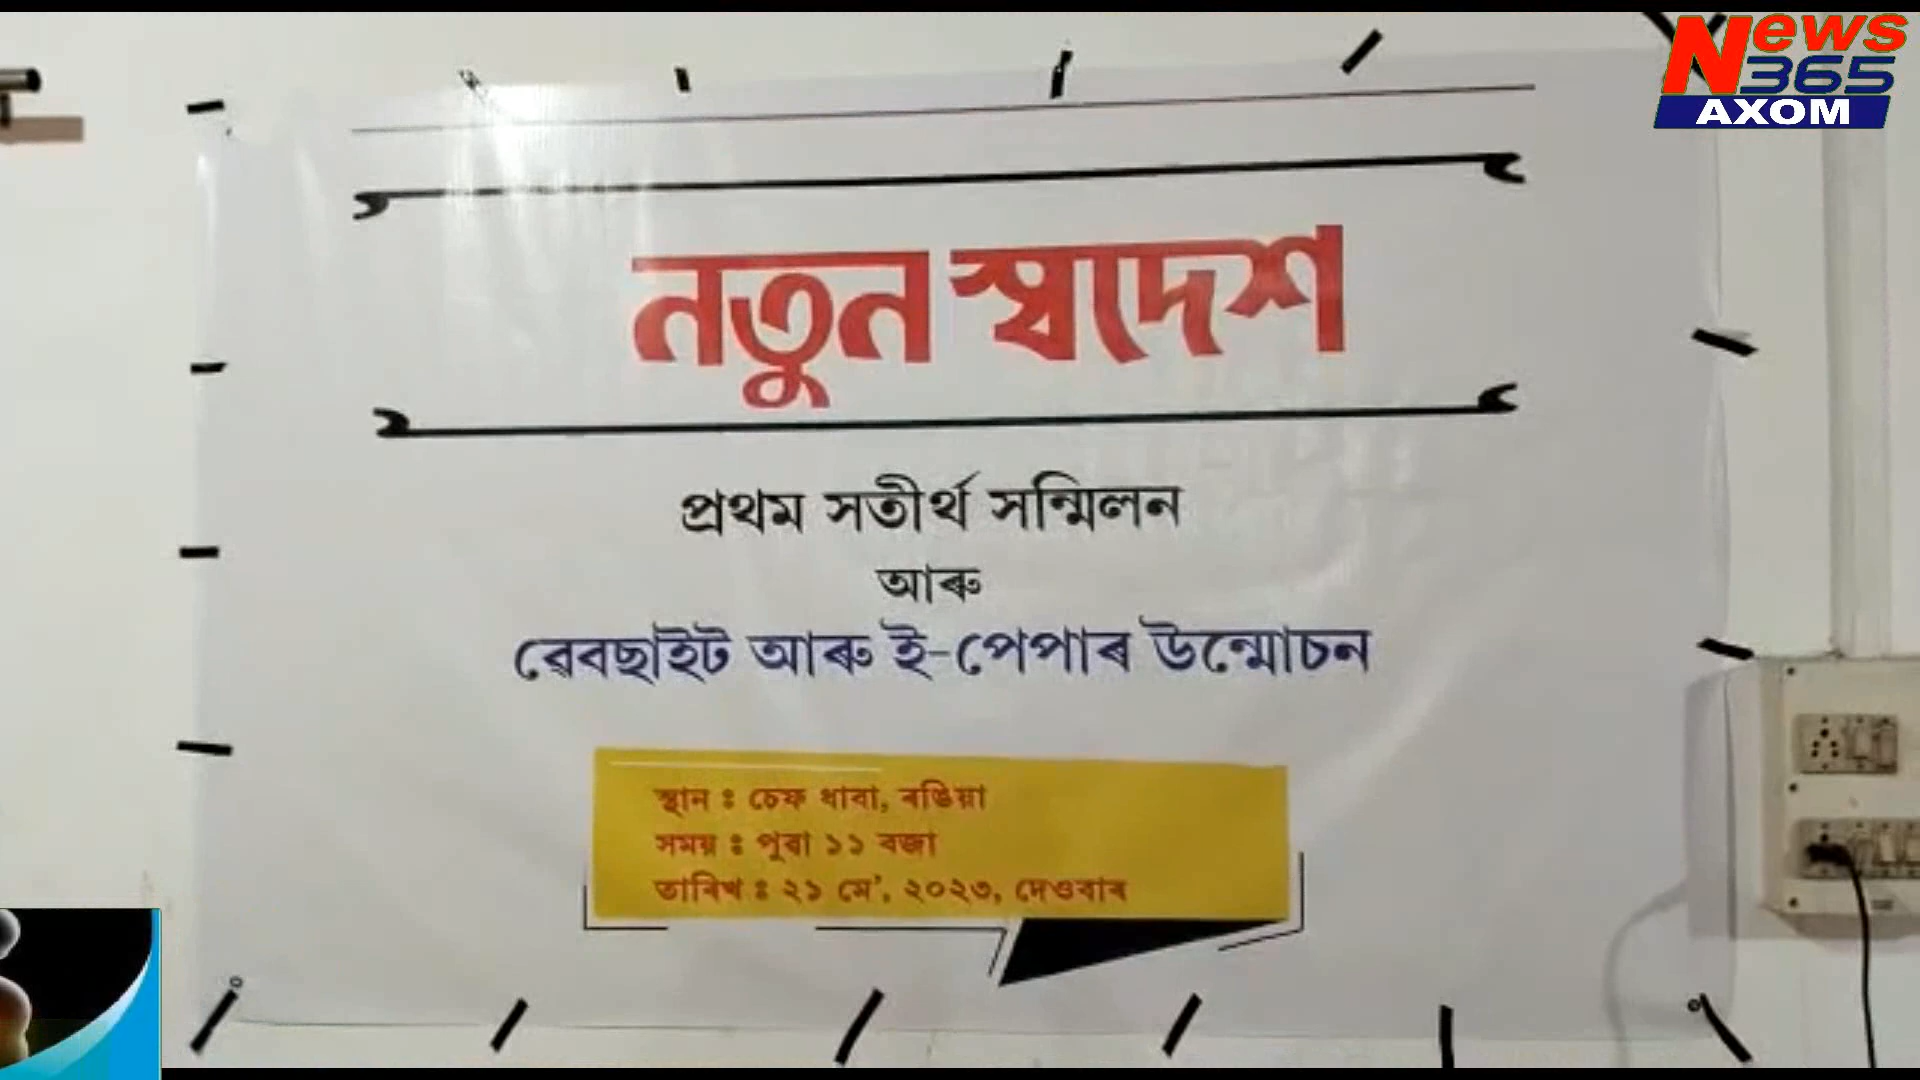 News
365
AXOM
নতুন স্বদেশ
প্ৰথম সতীৰ্থ সন্মিলন
আৰু
ৱেবছাইট আৰু ই-পেপাৰ উন্মোচন
স্থান : চেফ ধাবা, ৰঙিয়া
সময় : পুৱা ১১ বজা
তাৰিখ : ২১ মে', ২০২৩, দেওবাৰ